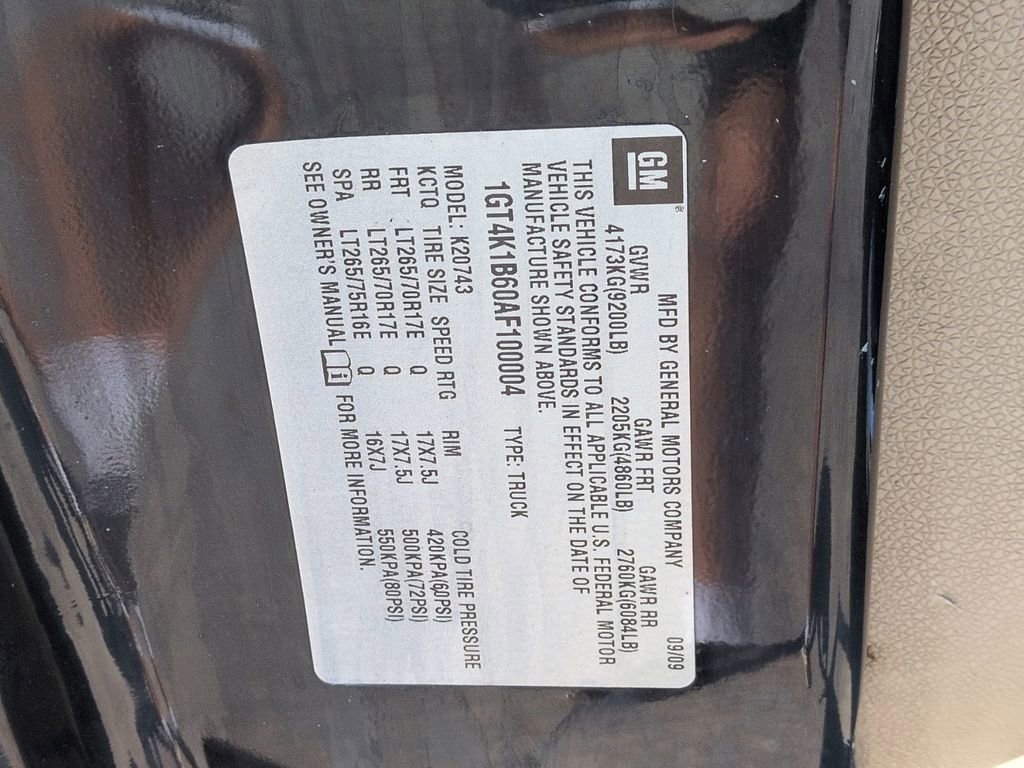 GM®
MFD BY GENERAL MOTORS COMPANY 09/09
GVWR GAWR FRT GAWR RR
4173KG(9200LB) 2205KG(4860LB) 2760KG(6084LB)
THIS VEHICLE CONFORMS TO ALL APPLICABLE U.S. FEDERAL MOTOR
VEHICLE SAFETY STANDARDS IN EFFECT ON THE DATE OF
MANUFACTURE SHOWN ABOVE.
1GT4K1B60AF100004 TYPE: TRUCK
MODEL: K20743
KCTQ TIRE SIZE SPEED RTG RIM COLD TIRE PRESSURE
FRT LT265/70R17E Q 17X7.5J 420KPA(60PSI)
RR LT265/70R17E Q 17X7.5J 500KPA(72PSI)
SPA LT265/75R16E Q 16X7J 550KPA(80PSI)
SEE OWNER'S MANUAL i FOR MORE INFORMATION.